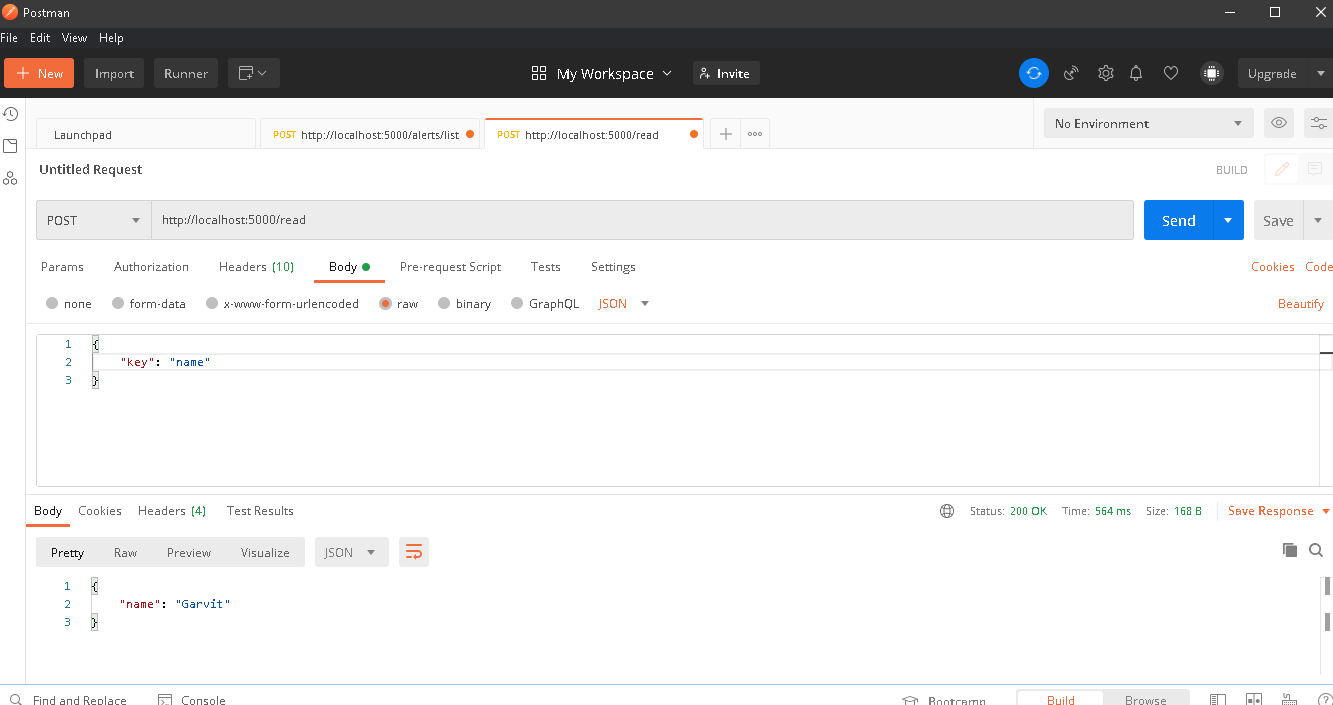 Postman
File Edit View Help
New Import Runner My Workspace Invite Upgrade
Launchpad POST http://localhost:5000/alerts/list POST http://localhost:5000/read No Environment
Untitled Request BUILD
POST http://localhost:5000/read Send Save
Params Authorization Headers (10) Body Pre-request Script Tests Settings Cookies Code
none form-data x-www-form-urlencoded raw binary GraphQL JSON Beautify
1 {
2 "key": "name"
3 }
Body Cookies Headers (4) Test Results Status: 200 OK Time: 564 ms Size: 168 B Save Response
Pretty Raw Preview Visualize JSON
1 {
2 "name": "Garvit"
3 }
Find and Replace Console Bootcamp Build Browse